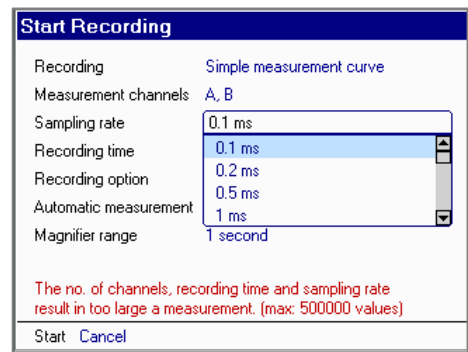 Start Recording
Recording Simple measurement curve
Measurement channels A, B
Sampling rate 0.1 ms
Recording time 0.1 ms
0.2 ms
Recording option 0.5 ms
Automatic measurement 1 ms
Magnifier range 1 second
The no. of channels, recording time and sampling rate
result in too large a measurement. (max: 500000 values)
Start Cancel